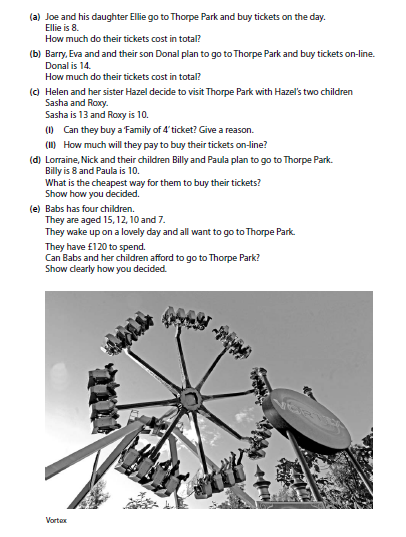 (a) Joe and his daughter Ellie go to Thorpe Park and buy tickets on the day.
Ellie is 8.
How much do their tickets cost in total?
(b) Barry, Eva and and their son Donal plan to go to Thorpe Park and buy tickets on-line.
Donal is 14.
How much do their tickets cost in total?
(c) Helen and her sister Hazel decide to visit Thorpe Park with Hazel's two children
Sasha and Roxy.
Sasha is 13 and Roxy is 10.
(I) Can they buy a 'Family of 4' ticket? Give a reason.
(II) How much will they pay to buy their tickets on-line?
(d) Lorraine, Nick and their children Billy and Paula plan to go to Thorpe Park.
Billy is 8 and Paula is 10.
What is the cheapest way for them to buy their tickets?
Show how you decided.
(e) Babs has four children.
They are aged 15, 12, 10 and 7.
They wake up on a lovely day and all want to go to Thorpe Park.
They have £120 to spend.
Can Babs and her children afford to go to Thorpe Park?
Show clearly how you decided.
Vortex